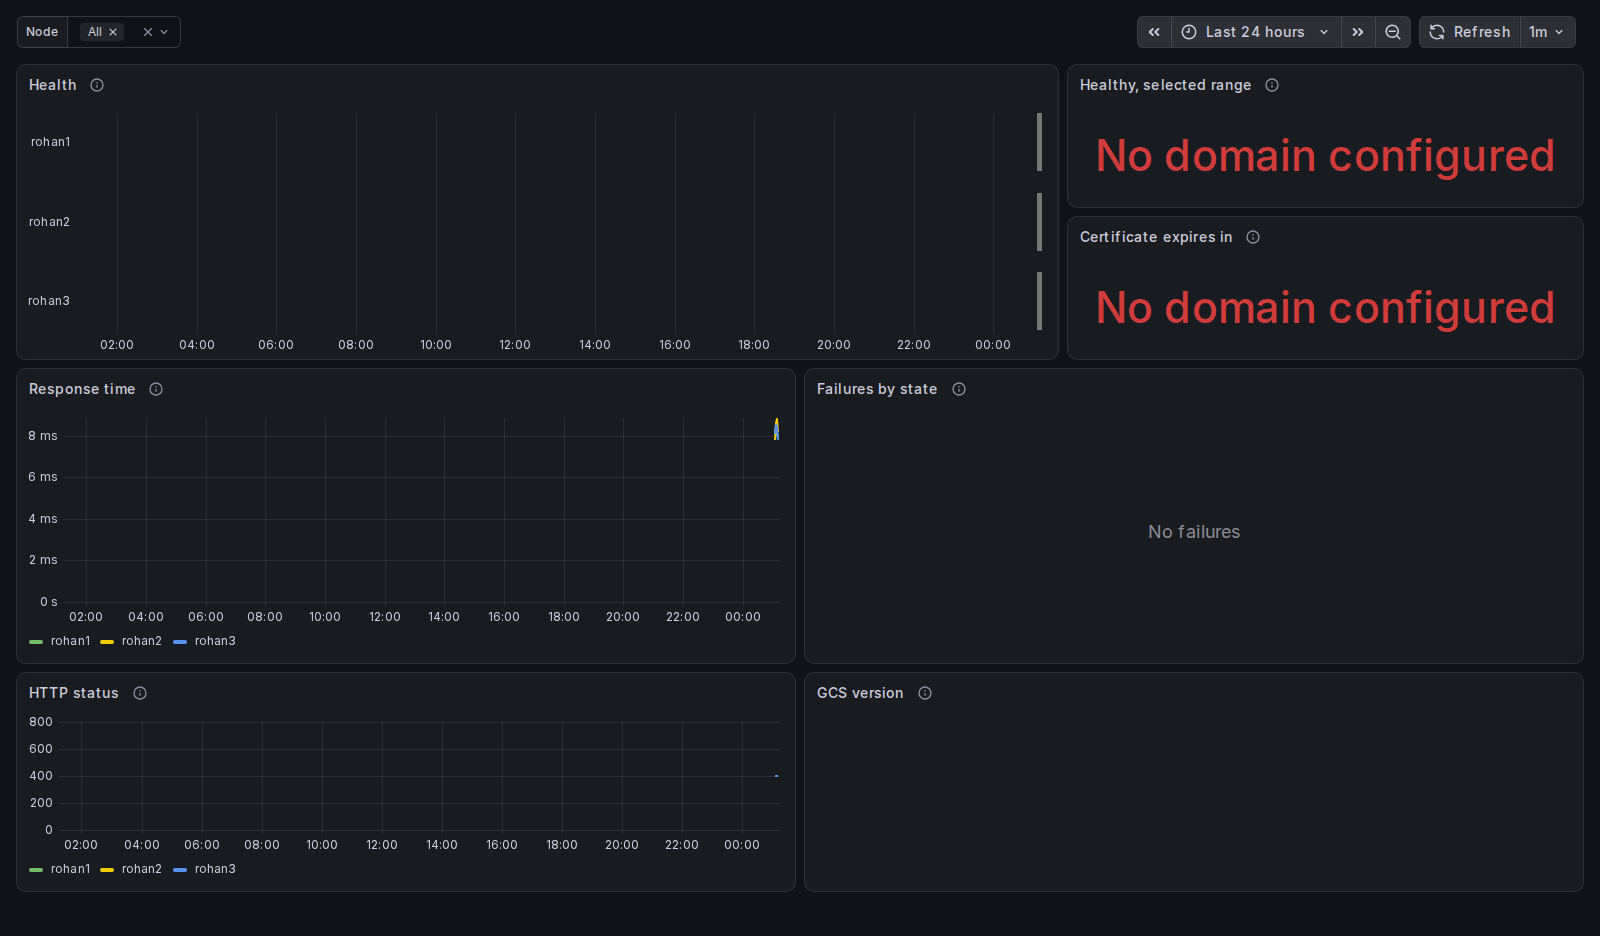 Node All
Last 24 hours Refresh 1m
Health
rohan1
rohan2
rohan3
02:00 04:00 06:00 08:00 10:00 12:00 14:00 16:00 18:00 20:00 22:00 00:00
Healthy, selected range
No domain configured
Certificate expires in
No domain configured
Response time
8 ms
6 ms
4 ms
2 ms
0 s
02:00 04:00 06:00 08:00 10:00 12:00 14:00 16:00 18:00 20:00 22:00 00:00
rohan1 rohan2 rohan3
Failures by state
No failures
HTTP status
800
600
400
200
0
02:00 04:00 06:00 08:00 10:00 12:00 14:00 16:00 18:00 20:00 22:00 00:00
rohan1 rohan2 rohan3
GCS version